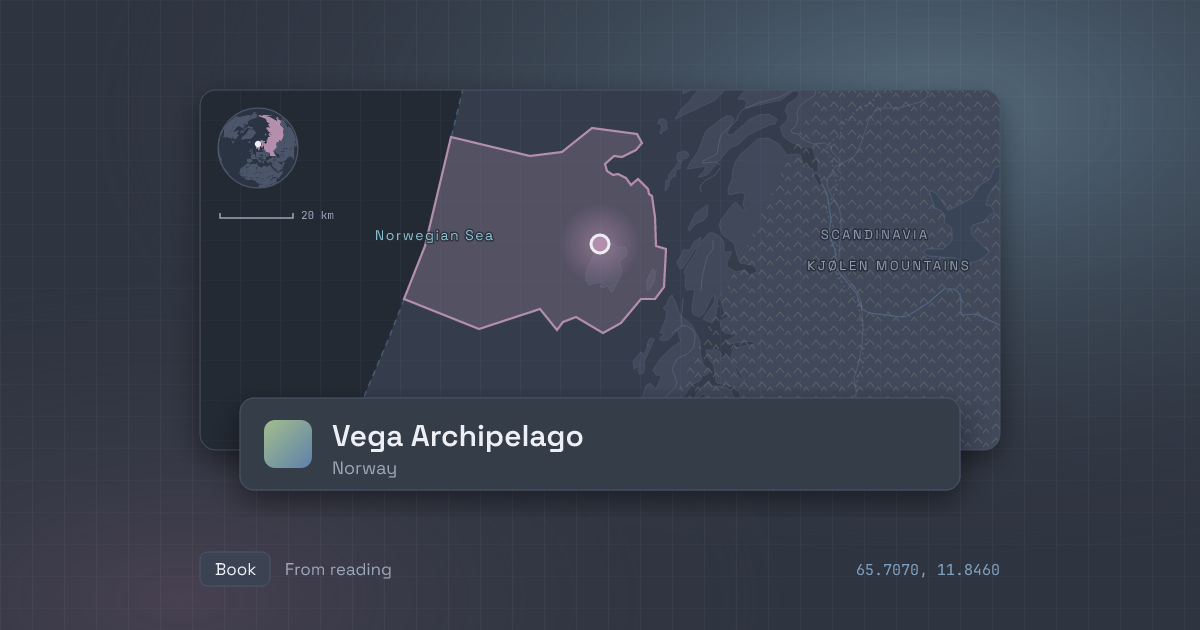 20 km
Norwegian Sea
SCANDINAVIA
KJØLEN MOUNTAINS
Vega Archipelago
Norway
Book
From reading
65.7070, 11.8460